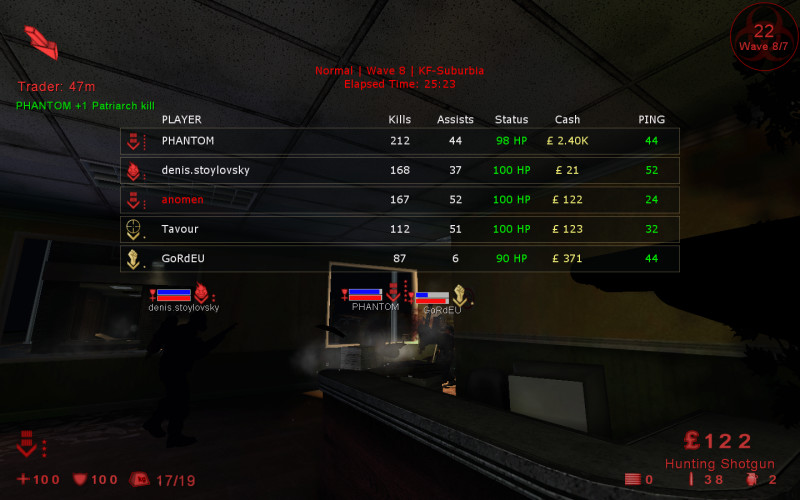 22
Wave 8/7
Trader: 47m
Normal | Wave 8 | KF-Suburbia
Elapsed Time: 25:23
PHANTOM +1 Patriarch kill
PLAYER Kills Assists Status Cash PING
PHANTOM 212 44 98 HP £ 2.40K 44
denis.stoylovsky 168 37 100 HP £ 21 52
anomen 167 52 100 HP £ 122 24
Tavour 112 51 100 HP £ 123 32
GoRdEU 87 6 90 HP £ 371 44
denis.stoylovsky
PHANTOM
GoRdEU
£122
Hunting Shotgun
100 100 17/19
0 38 2